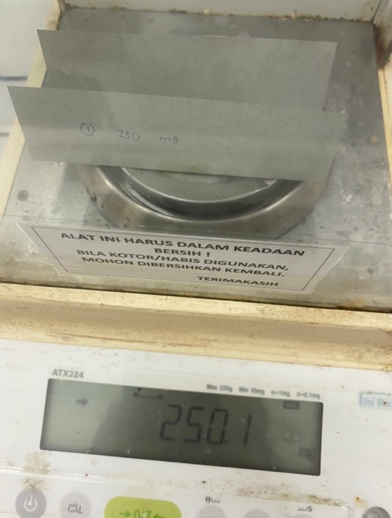 ① 250 mg
ALAT INI HARUS DALAM KEADAAN
BERSIH !
BILA KOTOR/HABIS DIGUNAKAN,
MOHON DIBERSIHKAN KEMBALI.
TERIMAKASIH
ATX224
Max 220g Min 10mg e=1mg d=0.1mg
250.1
CAL
→0/T←